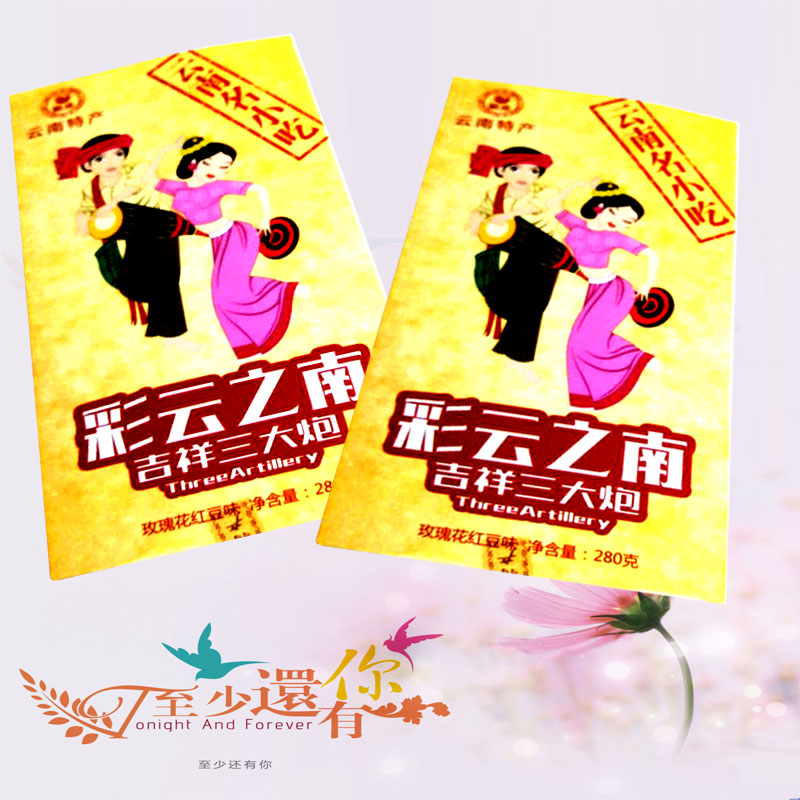 云南特产
云南名小吃
彩云之南
吉祥三大炮
ThreeArtillery
玫瑰花红豆味 净含量：28
云南特产
云南名小吃
彩云之南
吉祥三大炮
ThreeArtillery
玫瑰花红豆味 净含量：280克
至少還有你
Tonight And Forever
至少还有你